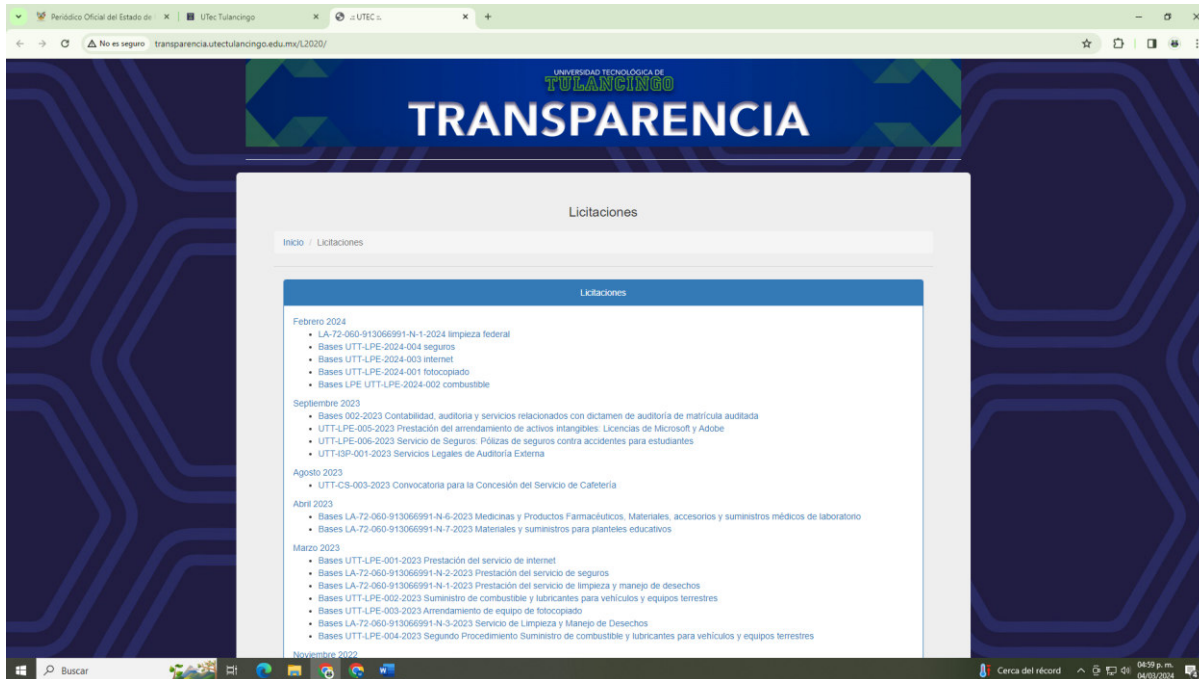 Periódico Oficial del Estado de
UTec Tulancingo
.:: UTEC ::.
No es seguro
transparencia.utectulancingo.edu.mx/L2020/
UNIVERSIDAD TECNOLÓGICA DE
TULANCINGO
TRANSPARENCIA
Licitaciones
Inicio / Licitaciones
Licitaciones
Febrero 2024
• LA-72-060-913066991-N-1-2024 limpieza federal
• Bases UTT-LPE-2024-004 seguros
• Bases UTT-LPE-2024-003 internet
• Bases UTT-LPE-2024-001 fotocopiado
• Bases LPE UTT-LPE-2024-002 combustible
Septiembre 2023
• Bases 002-2023 Contabilidad, auditoria y servicios relacionados con dictamen de auditoría de matrícula auditada
• UTT-LPE-005-2023 Prestación del arrendamiento de activos intangibles: Licencias de Microsoft y Adobe
• UTT-LPE-006-2023 Servicio de Seguros: Pólizas de seguros contra accidentes para estudiantes
• UTT-I3P-001-2023 Servicios Legales de Auditoría Externa
Agosto 2023
• UTT-CS-003-2023 Convocatoria para la Concesión del Servicio de Cafetería
Abril 2023
• Bases LA-72-060-913066991-N-6-2023 Medicinas y Productos Farmacéuticos, Materiales, accesorios y suministros médicos de laboratorio
• Bases LA-72-060-913066991-N-7-2023 Materiales y suministros para planteles educativos
Marzo 2023
• Bases UTT-LPE-001-2023 Prestación del servicio de internet
• Bases LA-72-060-913066991-N-2-2023 Prestación del servicio de seguros
• Bases LA-72-060-913066991-N-1-2023 Prestación del servicio de limpieza y manejo de desechos
• Bases UTT-LPE-002-2023 Suministro de combustible y lubricantes para vehículos y equipos terrestres
• Bases UTT-LPE-003-2023 Arrendamiento de equipo de fotocopiado
• Bases LA-72-060-913066991-N-3-2023 Servicio de Limpieza y Manejo de Desechos
• Bases UTT-LPE-004-2023 Segundo Procedimiento Suministro de combustible y lubricantes para vehículos y equipos terrestres
Noviembre 2022
Buscar
Cerca del récord
04:59 p. m.
04/03/2024